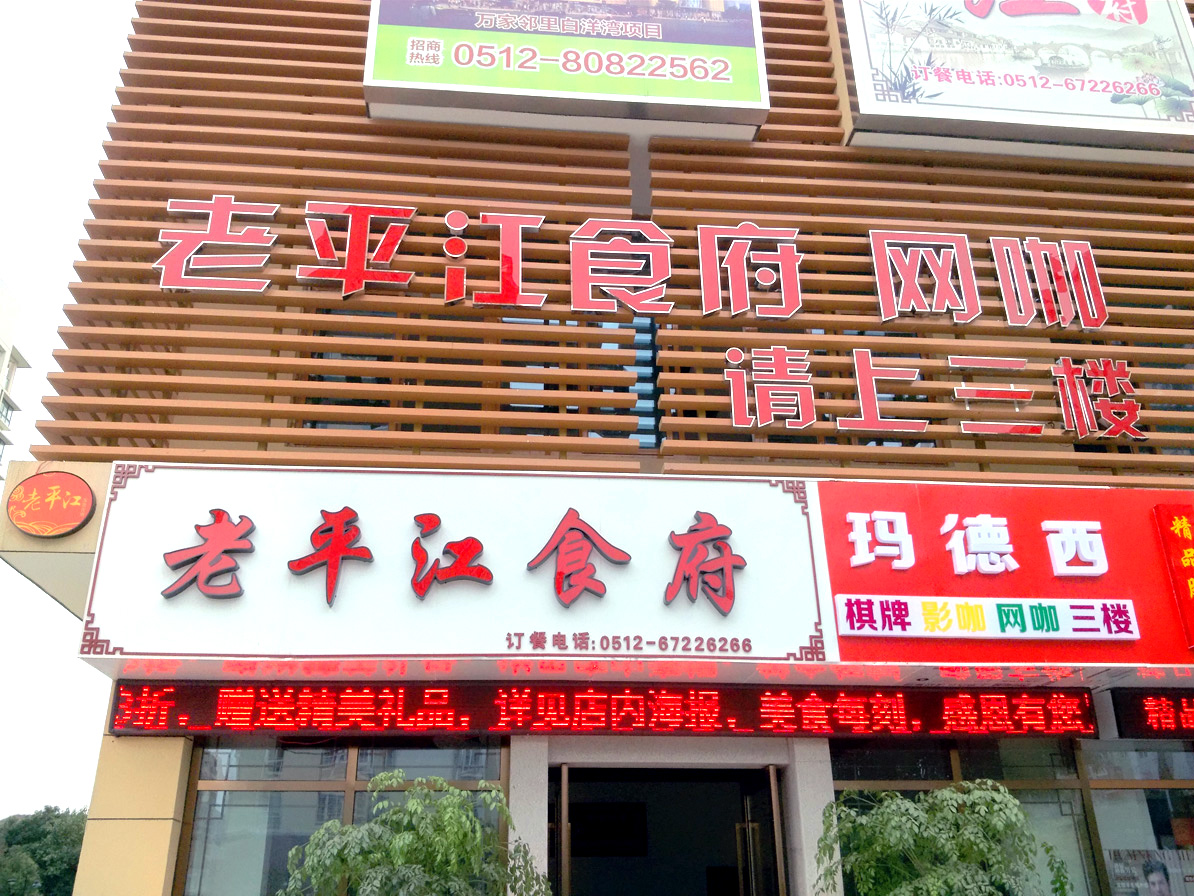 万家邻里白洋湾项目
招商热线 0512-80822562
订餐电话:0512-67226266
老平江食府 网咖
请上三楼
老平江
老平江食府
订餐电话:0512-67226266
玛德西
棋牌 影咖 网咖 三楼
精品
赠送精美礼品，详见店内海报，美食每刻，感恩有您
精品